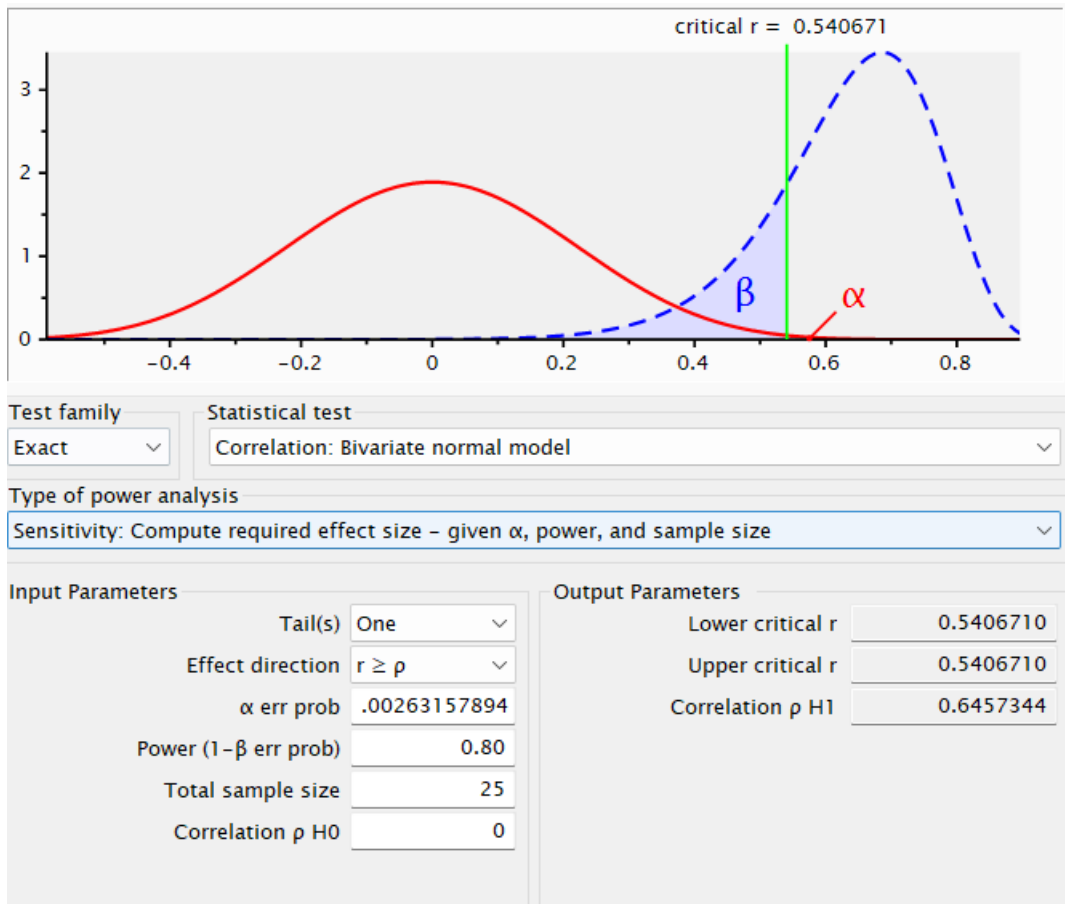 critical r = 0.540671
3
2
1
0
β
α
-0.4 -0.2 0 0.2 0.4 0.6 0.8
Test family Statistical test
Exact Correlation: Bivariate normal model
Type of power analysis
Sensitivity: Compute required effect size – given α, power, and sample size
Input Parameters Output Parameters
Tail(s) One Lower critical r 0.5406710
Effect direction r ≥ ρ Upper critical r 0.5406710
α err prob .00263157894 Correlation ρ H1 0.6457344
Power (1-β err prob) 0.80
Total sample size 25
Correlation ρ H0 0